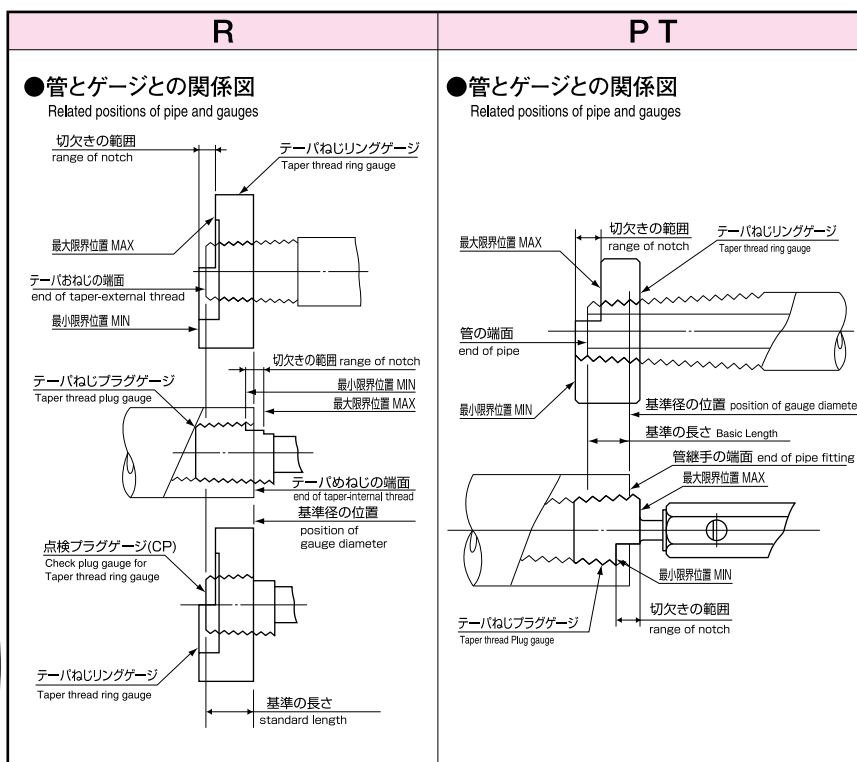 R
●管とゲージとの関係図
Related positions of pipe and gauges
切欠きの範囲
range of notch
テーパねじリングゲージ
Taper thread ring gauge
最大限界位置 MAX
テーパおねじの端面
end of taper-external thread
最小限界位置 MIN
切欠きの範囲 range of notch
テーパねじプラグゲージ
Taper thread plug gauge
最小限界位置 MIN
最大限界位置 MAX
テーパめねじの端面
end of taper-internal thread
基準径の位置
position of
gauge diameter
点検プラグゲージ(CP)
Check plug gauge for
Taper thread ring gauge
テーパねじリングゲージ
Taper thread ring gauge
基準の長さ
standard length
PT
●管とゲージとの関係図
Related positions of pipe and gauges
切欠きの範囲
range of notch
最大限界位置 MAX
テーパねじリングゲージ
Taper thread ring gauge
管の端面
end of pipe
最小限界位置 MIN
基準径の位置 position of gauge diamete
基準の長さ Basic Length
管継手の端面 end of pipe fitting
最大限界位置 MAX
最小限界位置 MIN
テーパねじプラグゲージ
Taper thread Plug gauge
切欠きの範囲
range of notch